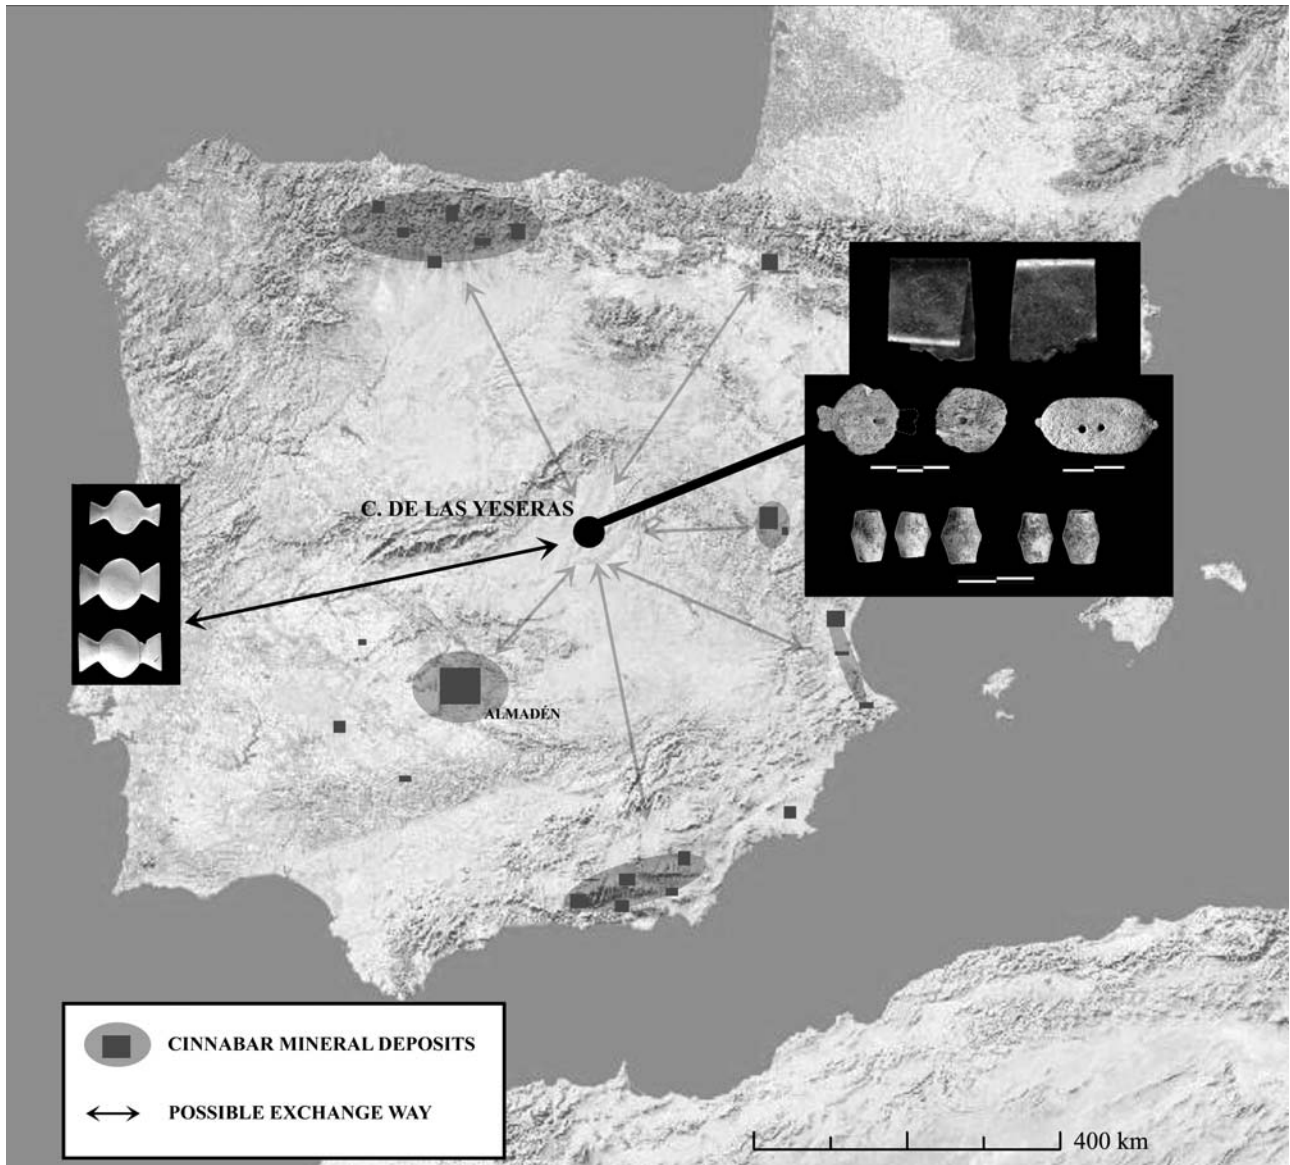 C. DE LAS YESERAS
ALMADÉN
CINNABAR MINERAL DEPOSITS
POSSIBLE EXCHANGE WAY
400 km